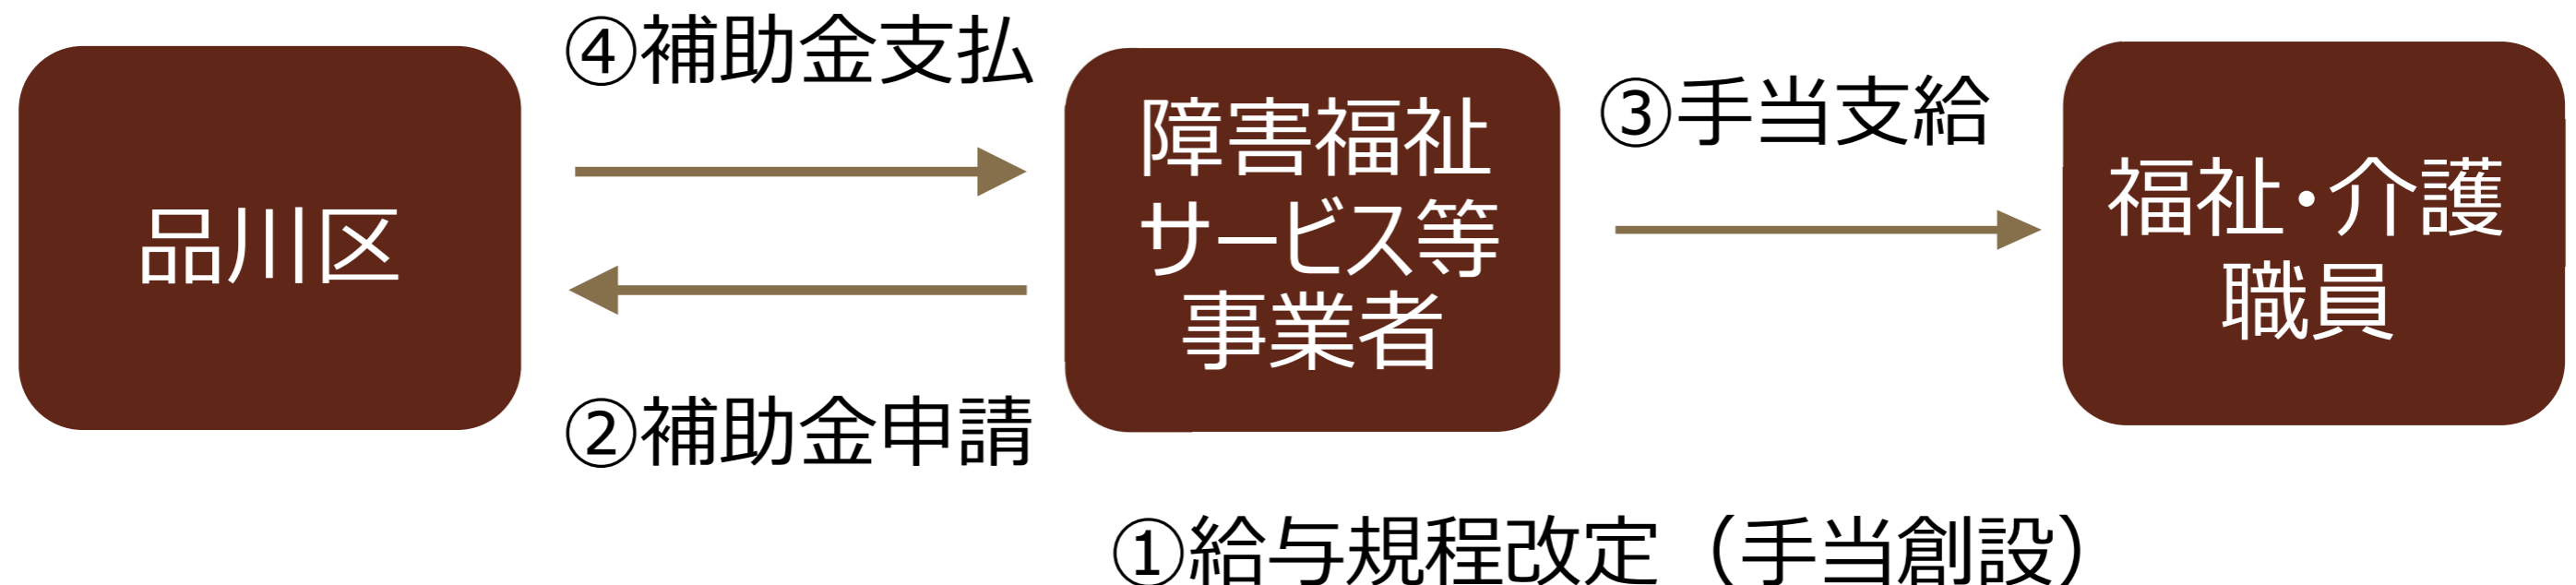 ④補助金支払
品川区
②補助金申請
障害福祉
サービス等
事業者
①給与規程改定（手当創設）
③手当支給
福祉・介護
職員